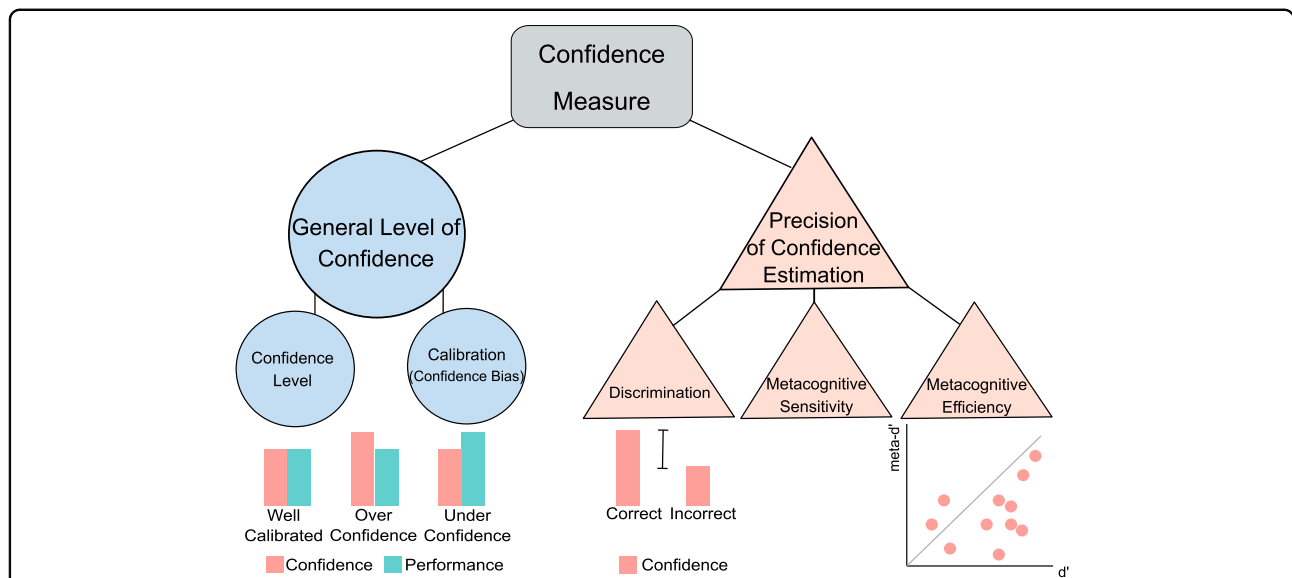 Confidence
Measure
General Level of
Confidence
Precision
of Confidence
Estimation
Confidence
Level
Calibration
(Confidence Bias)
Discrimination
Metacognitive
Sensitivity
Metacognitive
Efficiency
Well
Calibrated
Over
Confidence
Under
Confidence
Confidence
Performance
Correct
Incorrect
Confidence
meta-d'
d'